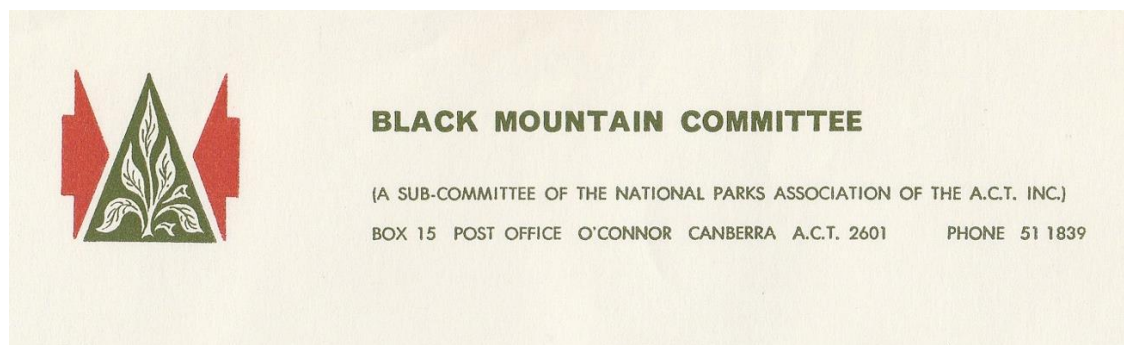 BLACK MOUNTAIN COMMITTEE
(A SUB-COMMITTEE OF THE NATIONAL PARKS ASSOCIATION OF THE A.C.T. INC.)
BOX 15 POST OFFICE O'CONNOR CANBERRA A.C.T. 2601 PHONE 51 1839